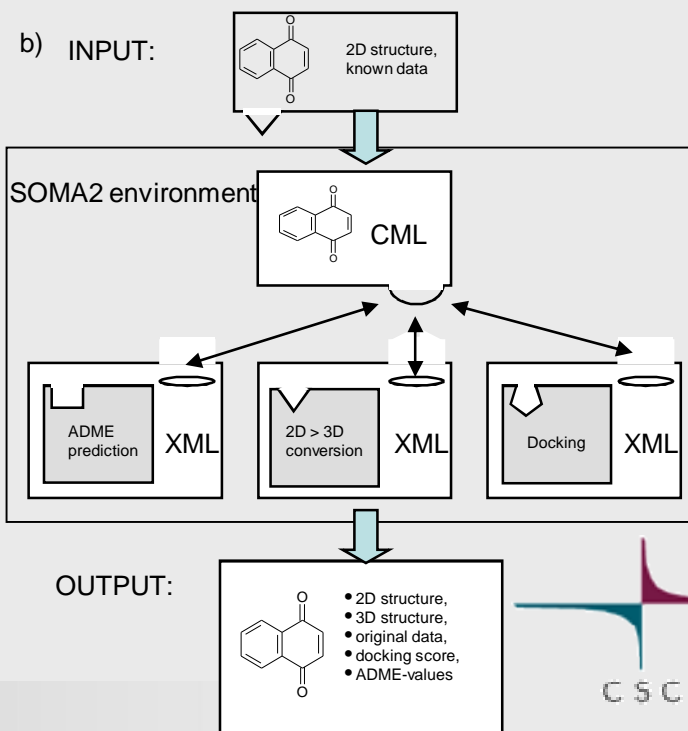 b) INPUT:
O
O
2D structure,
known data
SOMA2 environment
O
O
CML
ADME
prediction
XML
2D > 3D
conversion
XML
Docking
XML
OUTPUT:
O
O
• 2D structure,
• 3D structure,
• original data,
• docking score,
• ADME-values
C S C